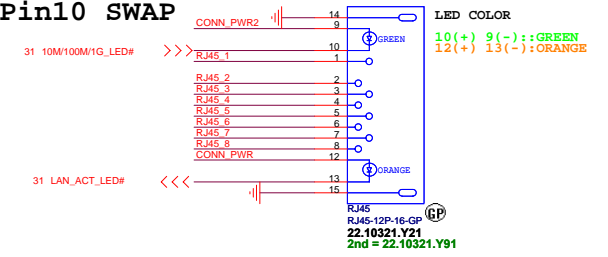 Pin10 SWAP
LED COLOR
10(+) 9(-)::GREEN
12(+) 13(-):ORANGE
14
CONN_PWR2 9
GREEN
31 10M/100M/1G_LED# 10
RJ45_1 1
RJ45_2 2
RJ45_3 3
RJ45_4 4
RJ45_5 5
RJ45_6 6
RJ45_7 7
RJ45_8 8
CONN_PWR 12
ORANGE
31 LAN_ACT_LED# 13
15
RJ45
RJ45-12P-16-GP
GP
22.10321.Y21
2nd = 22.10321.Y91